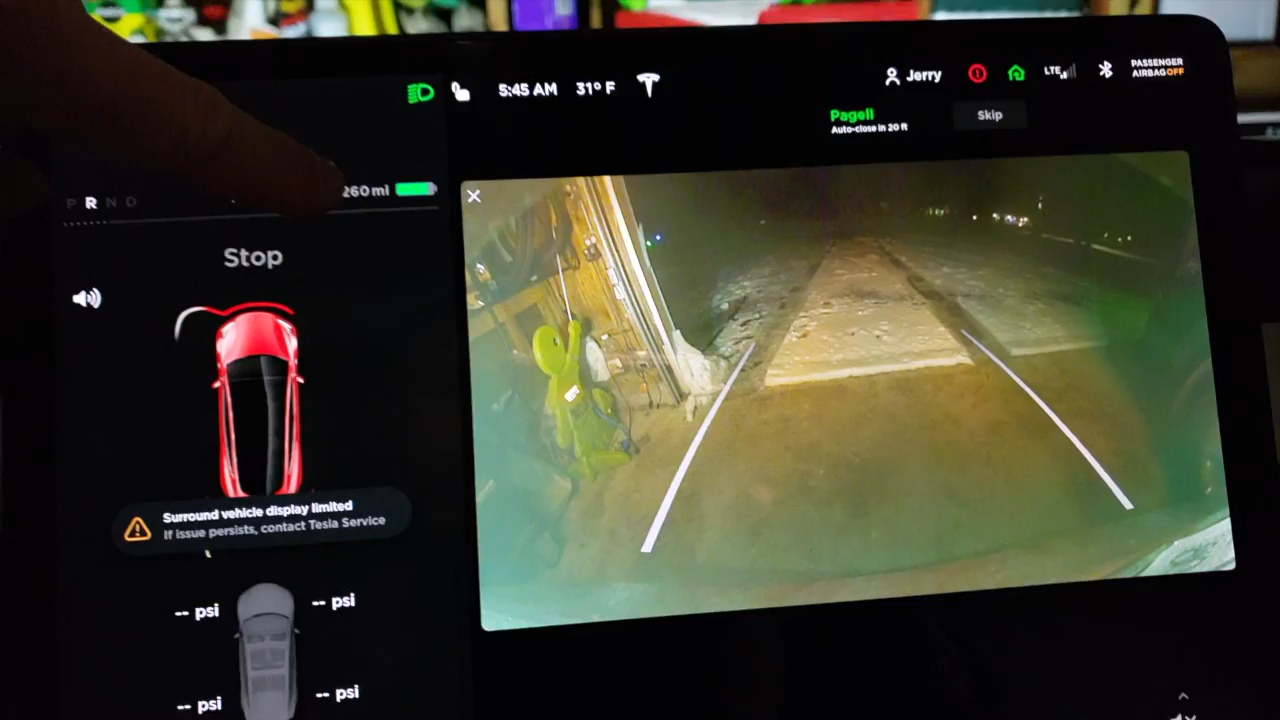 5:45 AM 31° F
Jerry
LTE
PASSENGER
AIRBAG OFF
Pagell
Auto-close in 20 ft
Skip
P R N D
260 mi
Stop
Surround vehicle display limited
If issue persists, contact Tesla Service
-- psi
-- psi
-- psi
-- psi